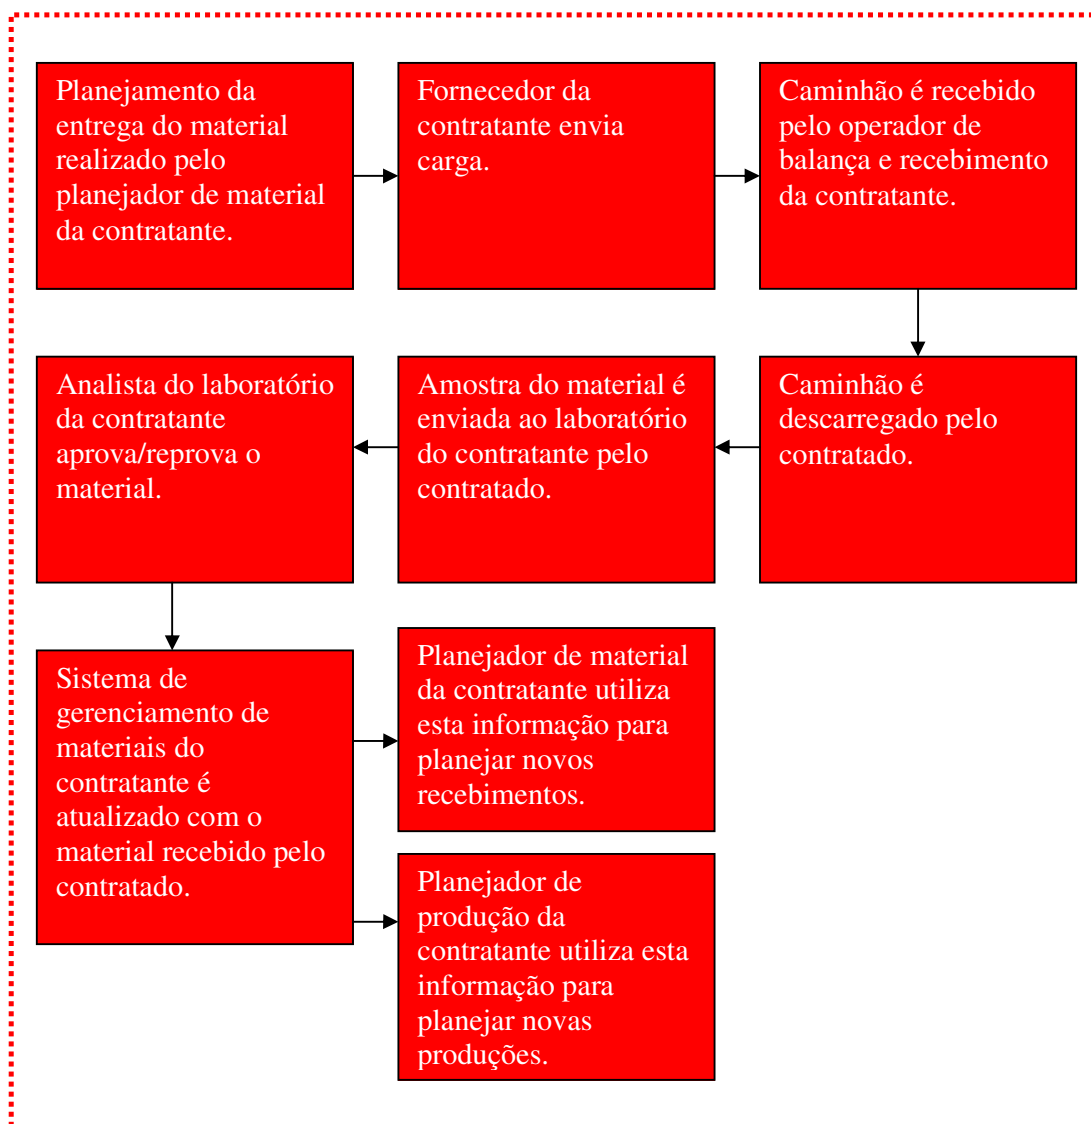 Planejamento da
entrega do material
realizado pelo
planejador de material
da contratante.
Fornecedor da
contratante envia
carga.
Caminhão é recebido
pelo operador de
balança e recebimento
da contratante.
Caminhão é
descarregado pelo
contratado.
Amostra do material é
enviada ao laboratório
do contratante pelo
contratado.
Analista do laboratório
da contratante
aprova/reprova o
material.
Sistema de
gerenciamento de
materiais do
contratante é
atualizado com o
material recebido pelo
contratado.
Planejador de material
da contratante utiliza
esta informação para
planejar novos
recebimentos.
Planejador de
produção da
contratante utiliza esta
informação para
planejar novas
produções.